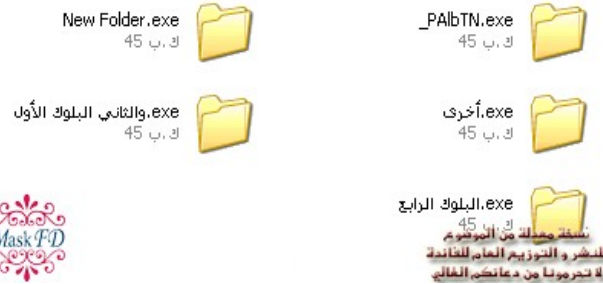 _PAlbTN.exe
45 ك.ب
New Folder.exe
45 ك.ب
أخرى.exe
45 ك.ب
والثاني البلوك الأول.exe
45 ك.ب
البلوك الرابع.exe
45 ك.ب
نسخة معدلة من الموضوع
للنشر و التوزيع العام للفائدة
لا تحرمونا من دعائكم الغالي
Mask FD